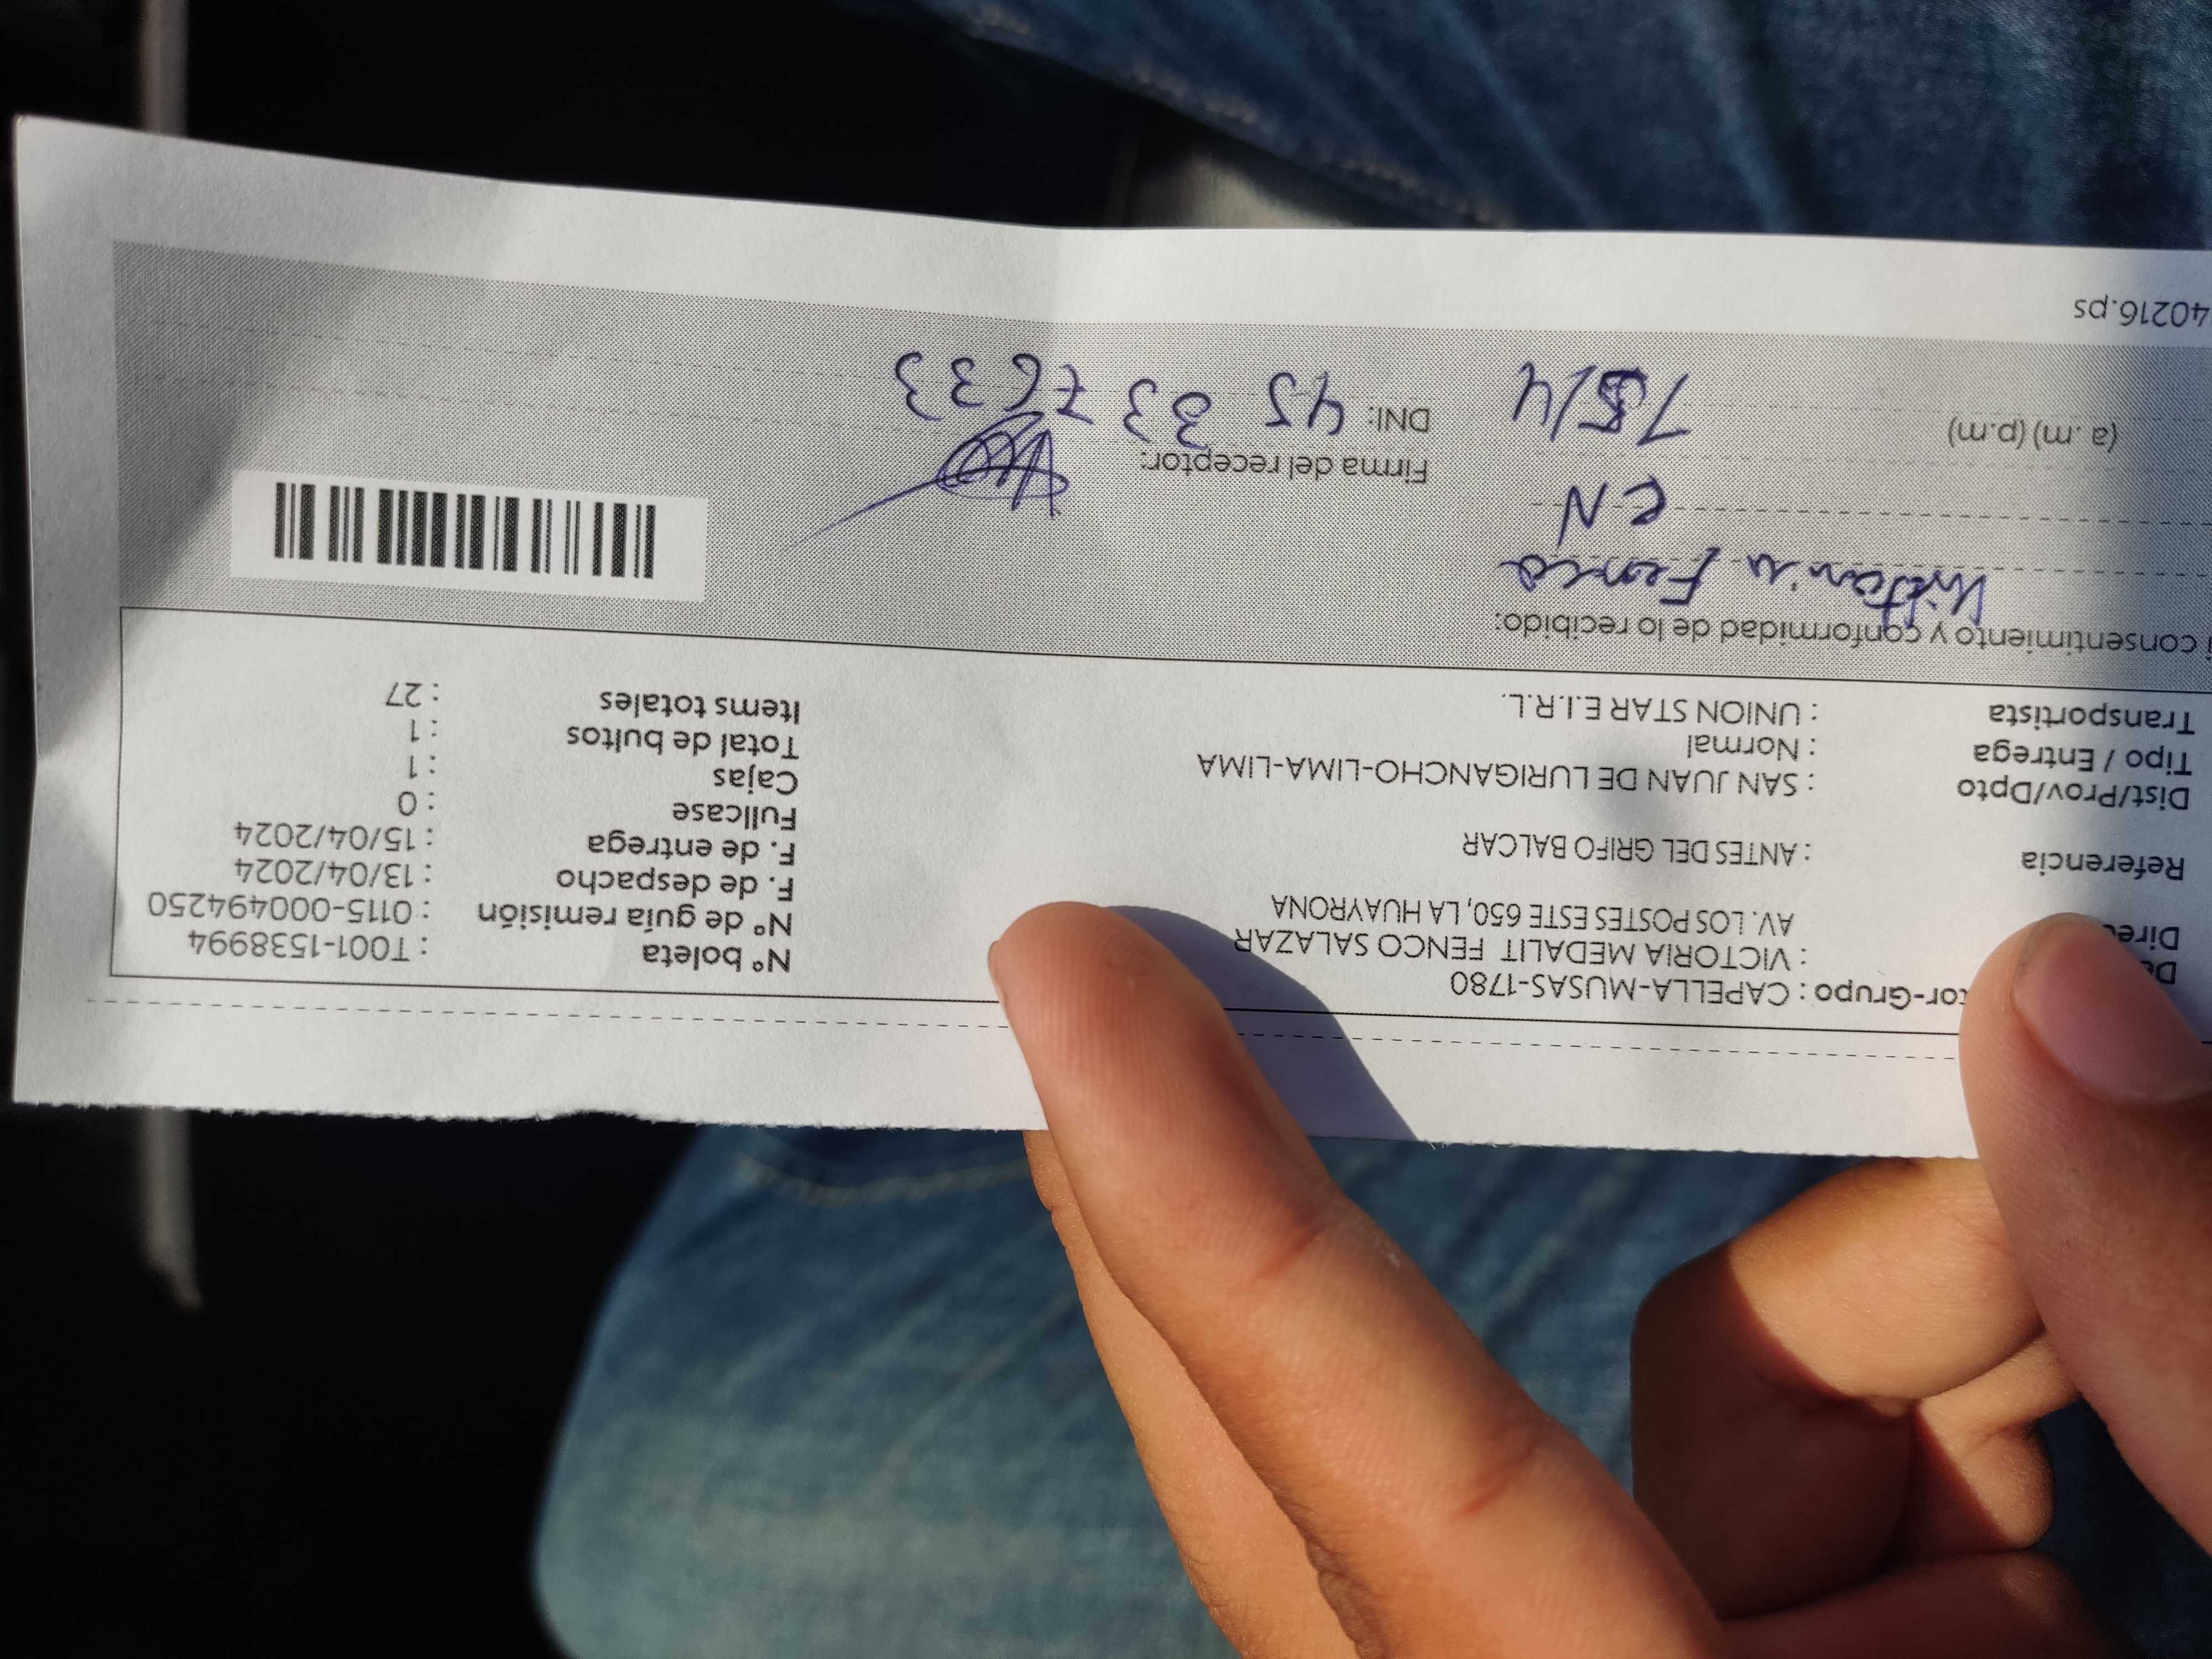 tor-Grupo : CAPELLA-MUSAS-1780
: VICTORIA MEDALIT FENCO SALAZAR
Direc
AV. LOS POSTES ESTE 650, LA HUAYRONA
Referencia : ANTES DEL GRIFO BALCAR
Dist/Prov/Dpto : SAN JUAN DE LURIGANCHO-LIMA-LIMA
Tipo / Entrega : Normal
Transportista : UNION STAR E.I.R.L.
N° boleta : T001-1538994
N° de guía remisión : 0115-000494250
F. de despacho : 13/04/2024
F. de entrega : 15/04/2024
Fullcase : 0
Cajas : 1
Total de bultos : 1
Items totales : 27
i consentimiento y conformidad de lo recibido:
Fenco
CN
Firma del receptor:
(a.m) (p.m)
DNI: 45 33 7633
40216.ps